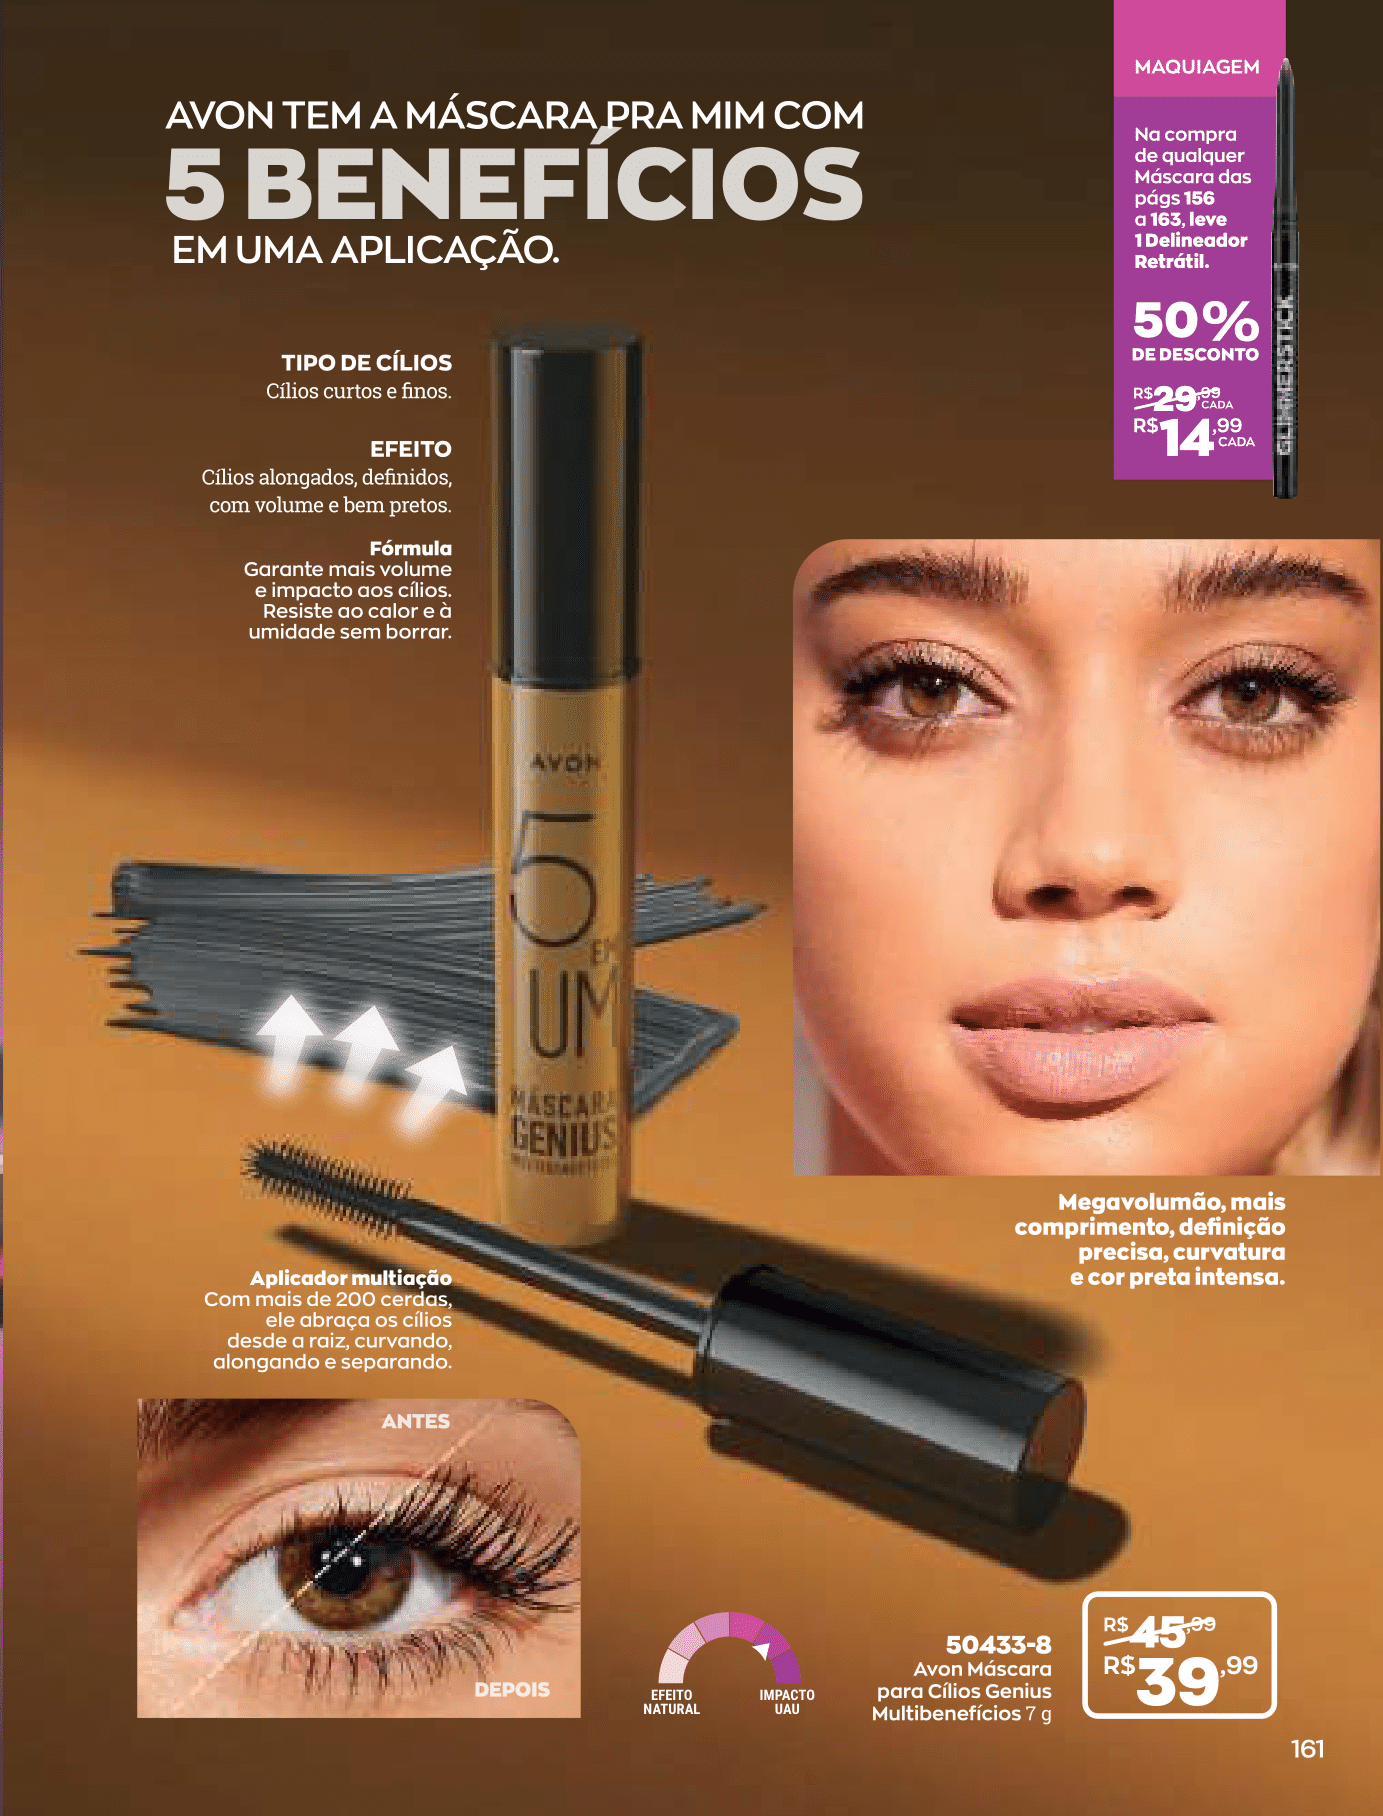 MAQUIAGEM
AVON TEM A MÁSCARA PRA MIM COM
5 BENEFÍCIOS
EM UMA APLICAÇÃO.
Na compra
de qualquer
Máscara das
págs 156
a 163, leve
1 Delineador
Retrátil.
50%
DE DESCONTO
R$29,99
CADA
R$14,99
CADA
GLIMMERSTICK
TIPO DE CÍLIOS
Cílios curtos e finos.
EFEITO
Cílios alongados, definidos,
com volume e bem pretos.
Fórmula
Garante mais volume
e impacto aos cílios.
Resiste ao calor e à
umidade sem borrar.
AVON
5
EM
UM
MÁSCARA
GENIUS
Megavolumão, mais
comprimento, definição
precisa, curvatura
e cor preta intensa.
Aplicador multiação
Com mais de 200 cerdas,
ele abraça os cílios
desde a raiz, curvando,
alongando e separando.
ANTES
DEPOIS
EFEITO
NATURAL
IMPACTO
UAU
50433-8
Avon Máscara
para Cílios Genius
Multibenefícios 7 g
R$45,99
R$39,99
161